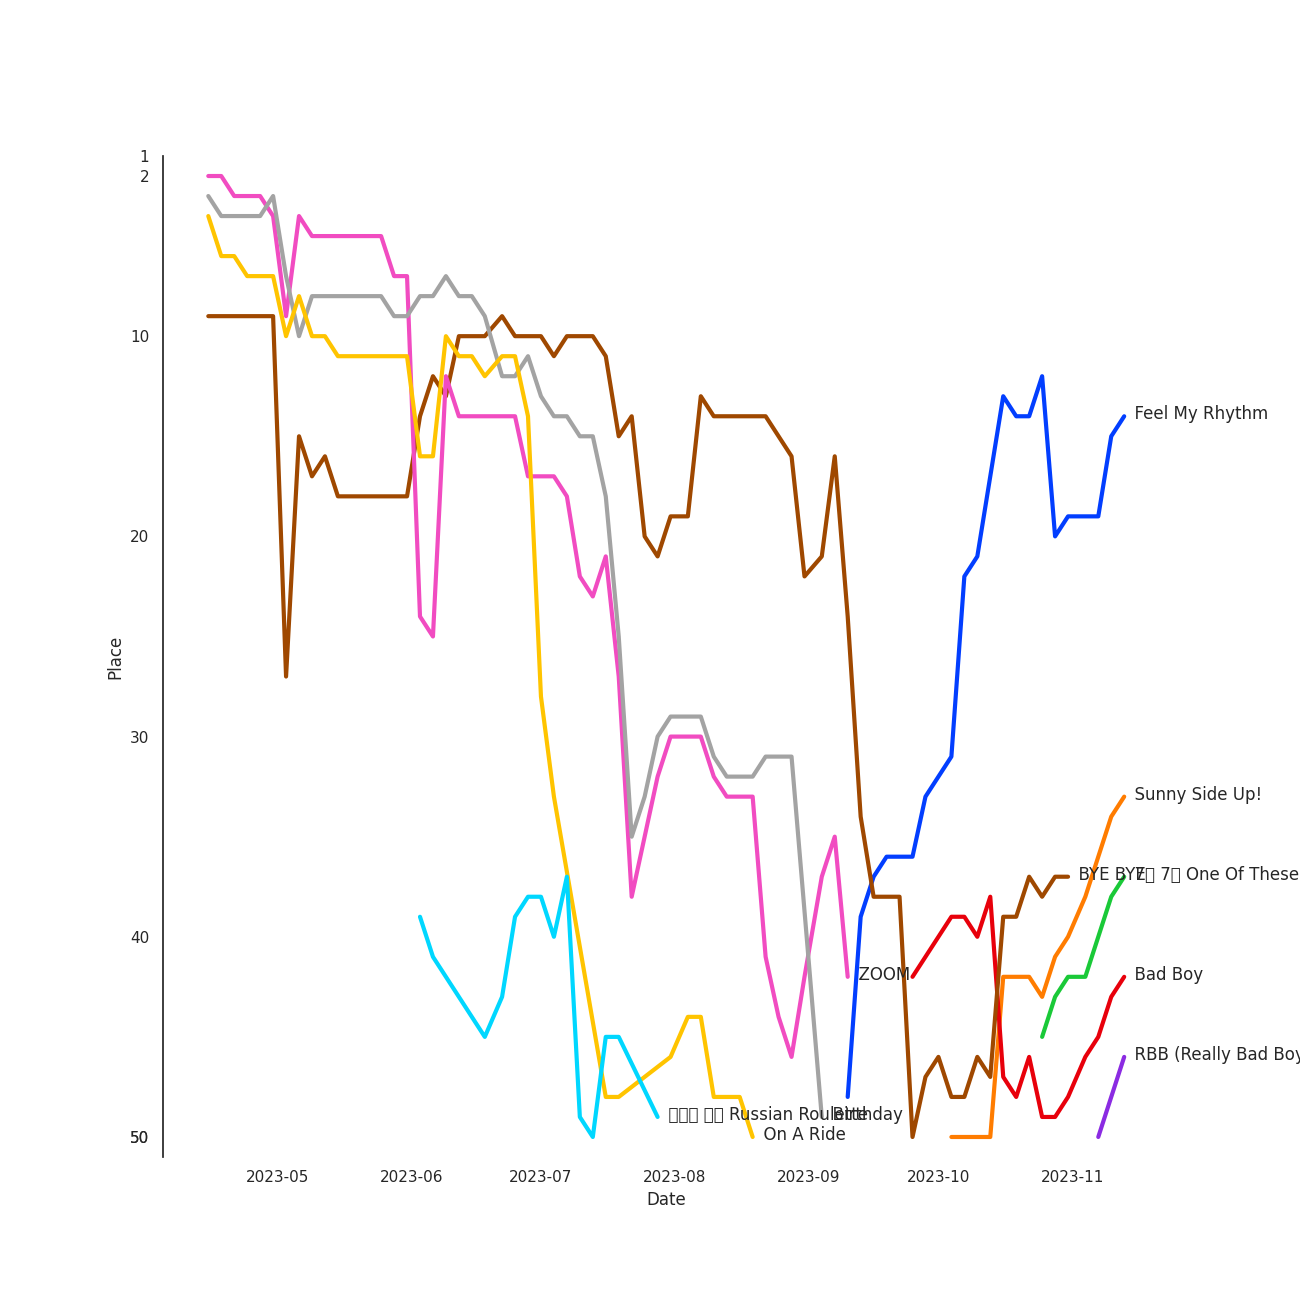 1
2
10
20
30
40
50
Place
Feel My Rhythm
Sunny Side Up!
BYE BYE
7 One Of These
ZOOM
Bad Boy
RBB (Really Bad Boy
Russian Roulette
Birthday
On A Ride
2023-05
2023-06
2023-07
2023-08
2023-09
2023-10
2023-11
Date